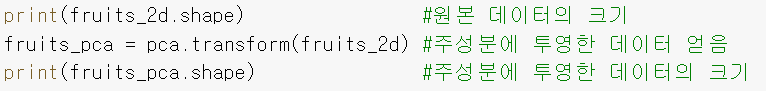 print(fruits_2d.shape) #원본 데이터의 크기
fruits_pca = pca.transform(fruits_2d) #주성분에 투영한 데이터 얻음
print(fruits_pca.shape) #주성분에 투영한 데이터의 크기